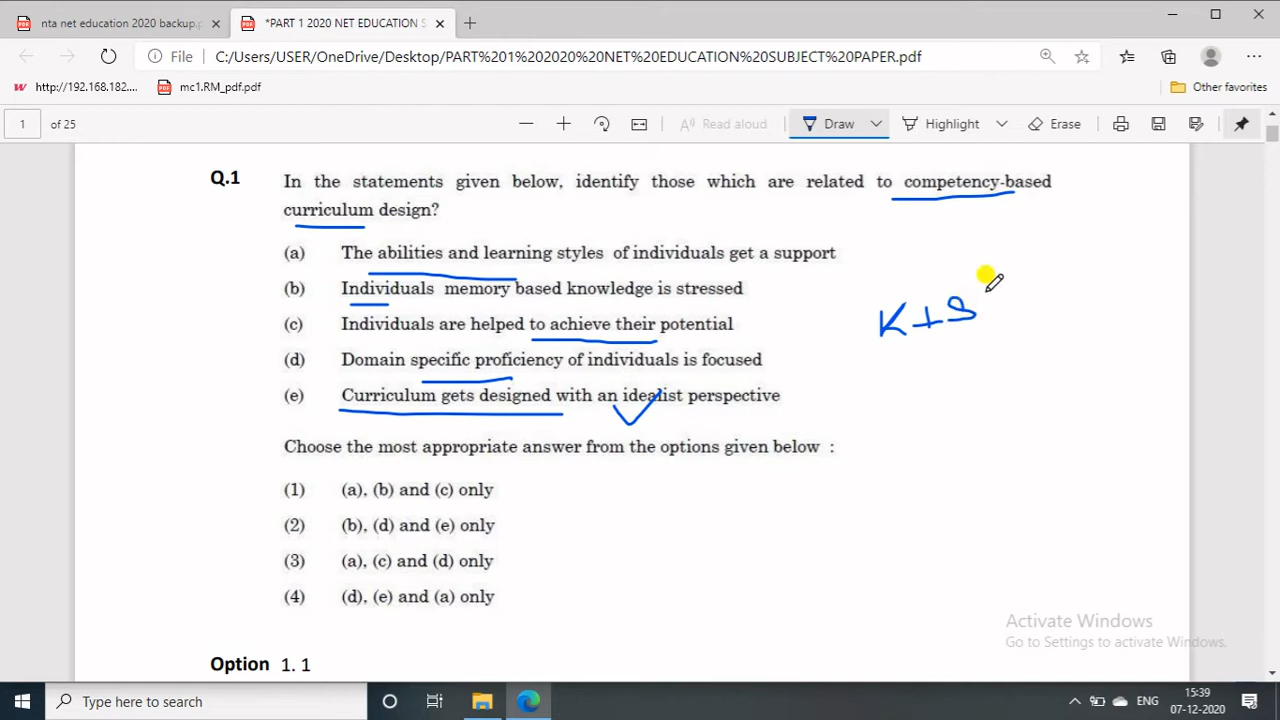 nta net education 2020 backup.p
*PART 1 2020 NET EDUCATION S
File C:/Users/USER/OneDrive/Desktop/PART%201%202020%20NET%20EDUCATION%20SUBJECT%20PAPER.pdf
http://192.168.182.... mc1.RM_pdf.pdf Other favorites
1 of 25 Read aloud Draw Highlight Erase
Q.1 In the statements given below, identify those which are related to competency-based
curriculum design?
(a) The abilities and learning styles of individuals get a support
(b) Individuals memory based knowledge is stressed
(c) Individuals are helped to achieve their potential
K+S
(d) Domain specific proficiency of individuals is focused
(e) Curriculum gets designed with an idealist perspective
Choose the most appropriate answer from the options given below :
(1) (a), (b) and (c) only
(2) (b), (d) and (e) only
(3) (a), (c) and (d) only
(4) (d), (e) and (a) only
Activate Windows
Go to Settings to activate Windows.
Option 1. 1
Type here to search
ENG
15:39
07-12-2020